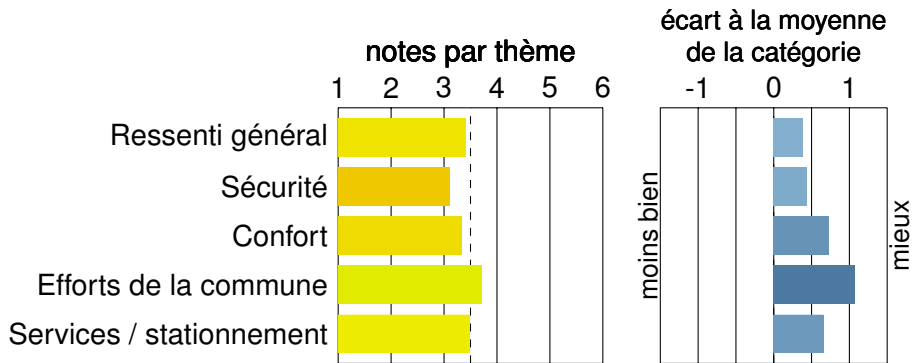 notes par thème
1 2 3 4 5 6
écart à la moyenne
de la catégorie
-1 0 1
Ressenti général
Sécurité
Confort
Efforts de la commune
Services / stationnement
moins bien
mieux